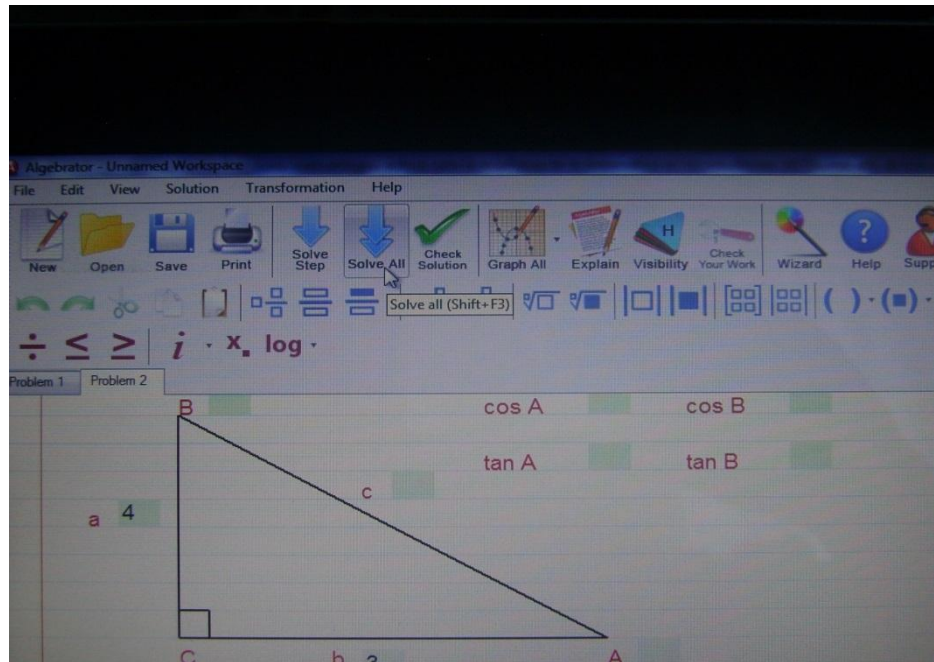 Algebrator - Unnamed Workspace
File Edit View Solution Transformation Help
New Open Save Print Solve Step Solve All Check Solution Graph All Explain Visibility Check Your Work Wizard Help Supp
Solve all (Shift+F3)
÷ ≤ ≥ i x log
Problem 1 Problem 2
B cos A cos B
tan A tan B
c
a 4
C b A